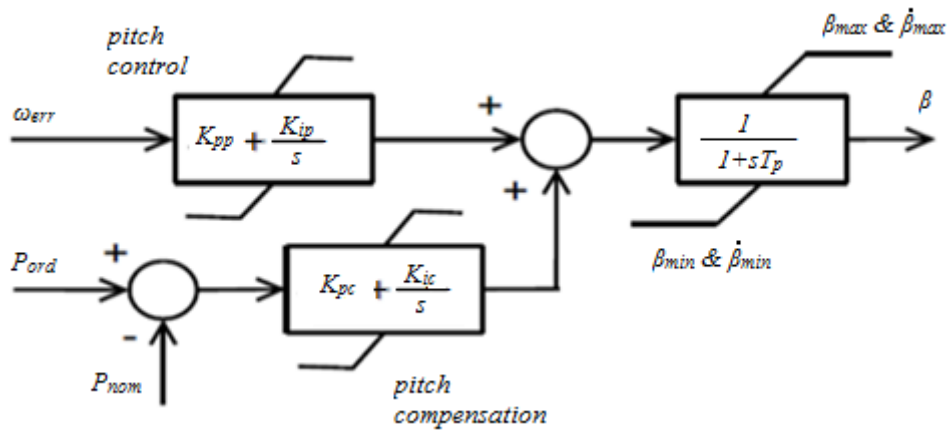 pitch
control
β_max & β̇_max
ω_err
K_pp + K_ip / s
+
+
1 / 1+sT_p
β
β_min & β̇_min
P_ord
+
-
K_pc + K_ic / s
P_nom
pitch
compensation